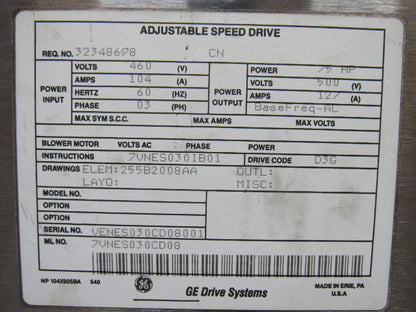 ADJUSTABLE SPEED DRIVE
REQ. NO. 32348698 CN
POWER INPUT
VOLTS 460 (V)
AMPS 104 (A)
HERTZ 60 (HZ)
PHASE 03 (PH)
POWER OUTPUT
POWER 75 HP
VOLTS 500 (V)
AMPS 127 (A)
BaseFreq-AC
MAX SYM S.C.C. MAX AMPS MAX VOLTS
BLOWER MOTOR VOLTS AC POWER
INSTRUCTIONS 7VNES030IB01 DRIVE CODE D3G
DRAWINGS ELEM:255B2008AA OUTL:
LAYO: MISC:
MODEL NO.
OPTION
OPTION
SERIAL NO. VENES030CD08001
ML NO. 7VNES030CD08
NP 104X905BA 540 GE GE Drive Systems MADE IN ERIE, PA
U.S.A